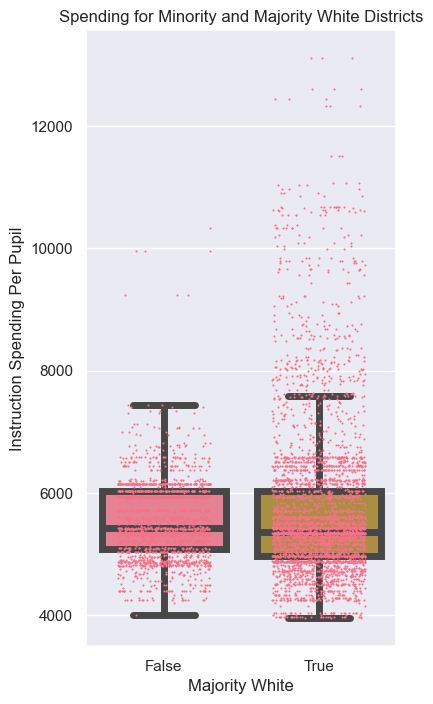 Spending for Minority and Majority White Districts
Instruction Spending Per Pupil
12000
10000
8000
6000
4000
False
True
Majority White